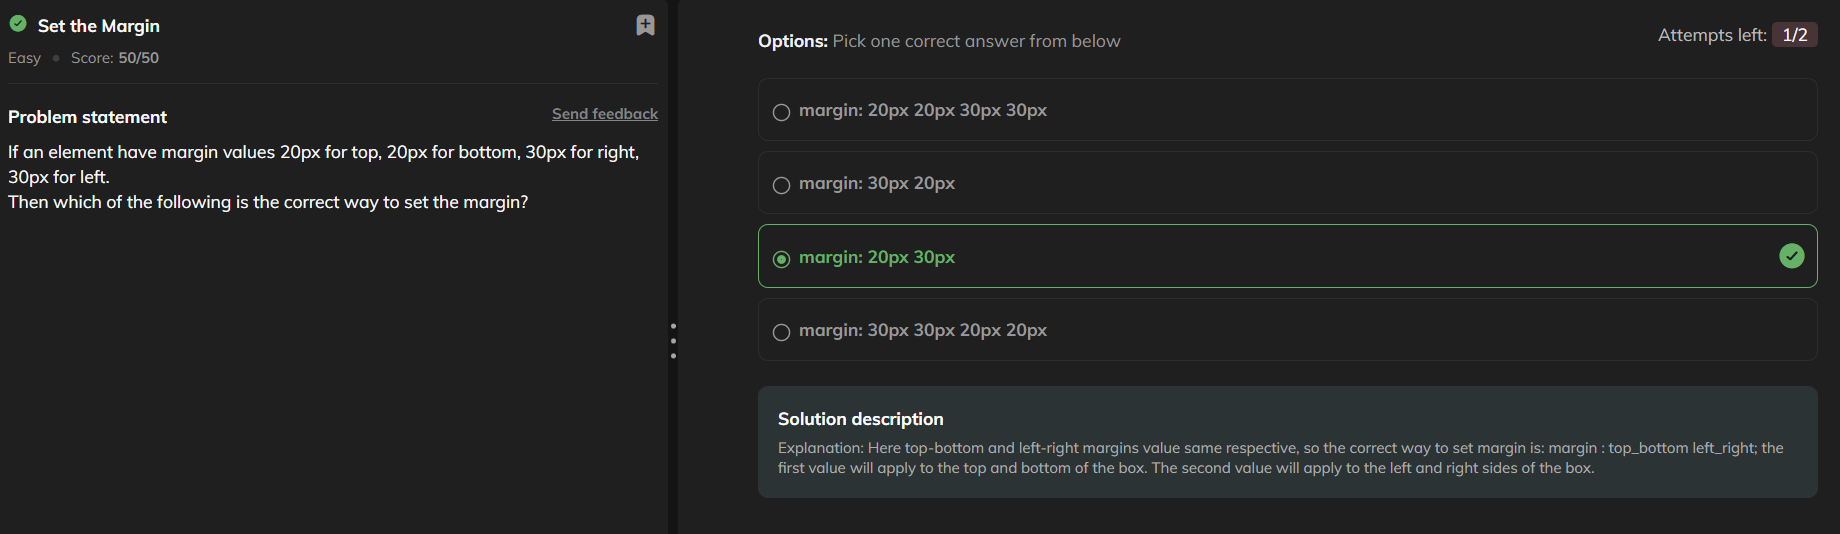 Set the Margin
Easy • Score: 50/50
Problem statement
Send feedback
If an element have margin values 20px for top, 20px for bottom, 30px for right,
30px for left.
Then which of the following is the correct way to set the margin?
Options: Pick one correct answer from below
Attempts left: 1/2
margin: 20px 20px 30px 30px
margin: 30px 20px
margin: 20px 30px
margin: 30px 30px 20px 20px
Solution description
Explanation: Here top-bottom and left-right margins value same respective, so the correct way to set margin is: margin : top_bottom left_right; the
first value will apply to the top and bottom of the box. The second value will apply to the left and right sides of the box.